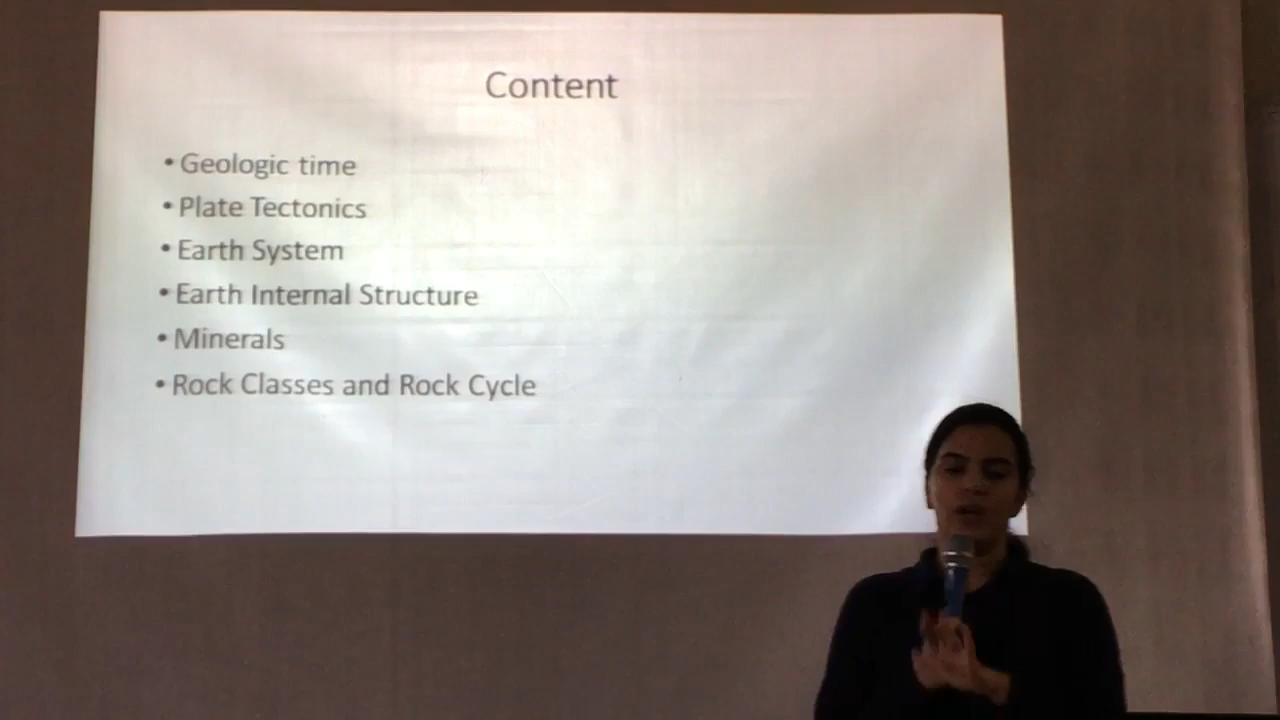 Content
• Geologic time
• Plate Tectonics
• Earth System
• Earth Internal Structure
• Minerals
• Rock Classes and Rock Cycle